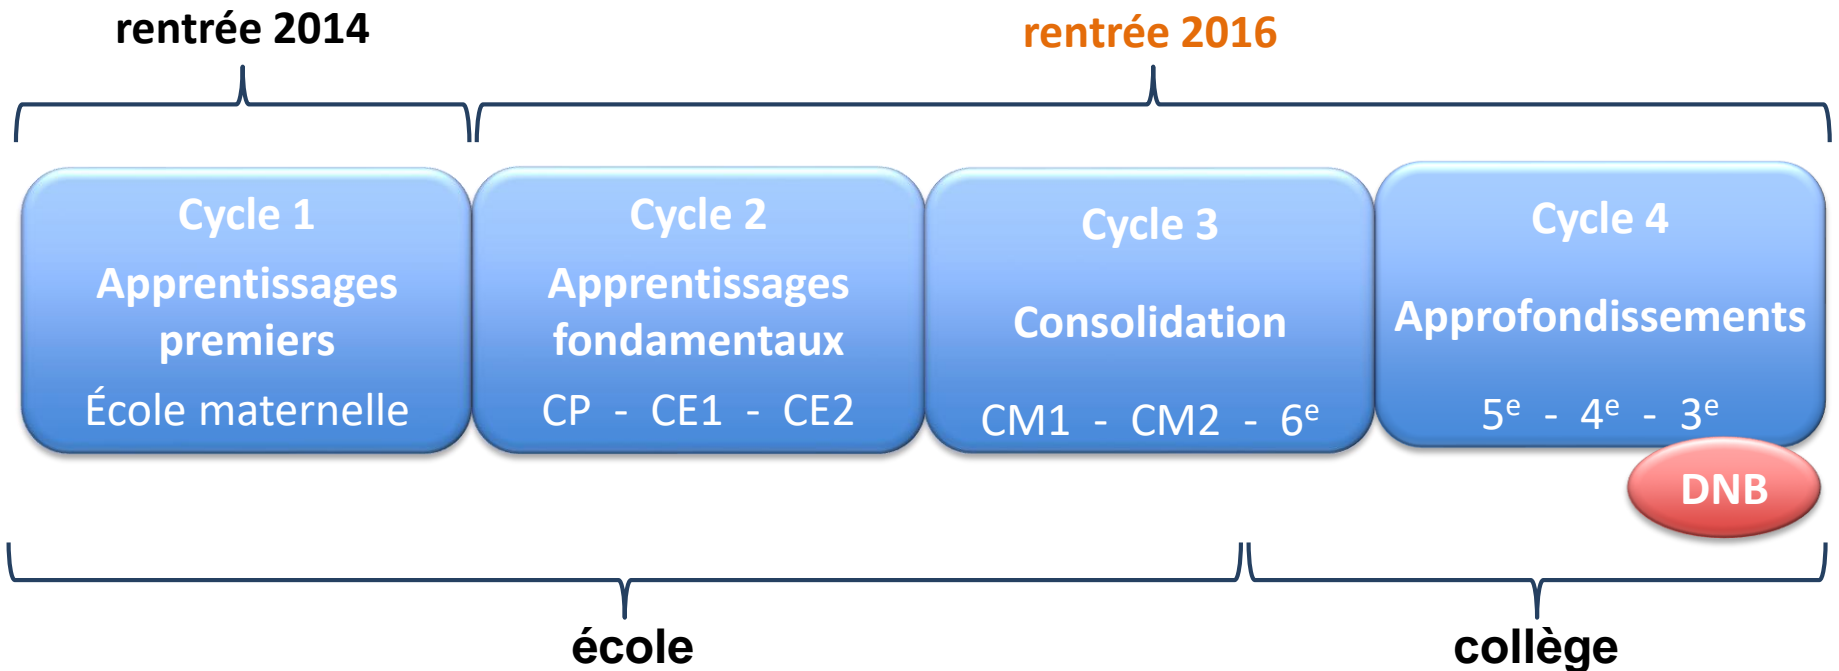 rentrée 2014
rentrée 2016
Cycle 1
Apprentissages
premiers
École maternelle
Cycle 2
Apprentissages
fondamentaux
CP - CE1 - CE2
Cycle 3
Consolidation
CM1 - CM2 - 6e
Cycle 4
Approfondissements
5e - 4e - 3e
DNB
école
collège